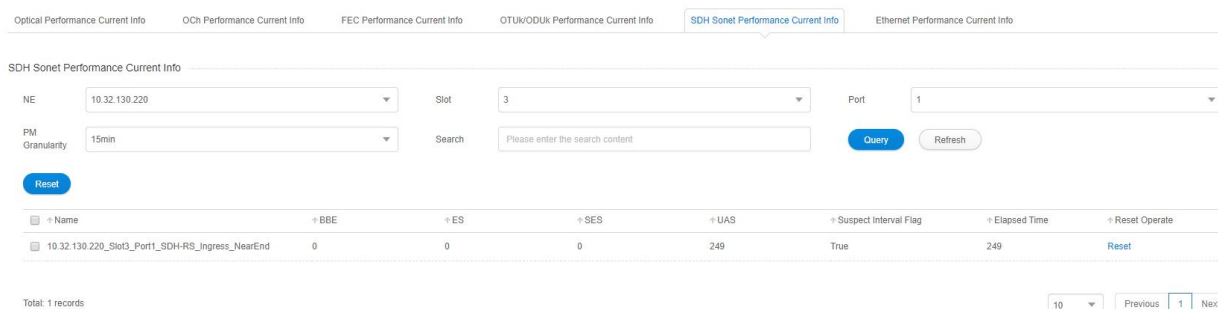 Optical Performance Current Info OCh Performance Current Info FEC Performance Current Info OTUk/ODUk Performance Current Info SDH Sonet Performance Current Info Ethernet Performance Current Info
SDH Sonet Performance Current Info
NE 10.32.130.220 Slot 3 Port 1
PM Granularity 15min Search Please enter the search content Query Refresh
Reset
↑Name ↑BBE ↑ES ↑SES ↑UAS ↑Suspect Interval Flag ↑Elapsed Time ↑Reset Operate
10.32.130.220_Slot3_Port1_SDH-RS_Ingress_NearEnd 0 0 0 249 True 249 Reset
Total: 1 records 10 Previous 1 Next